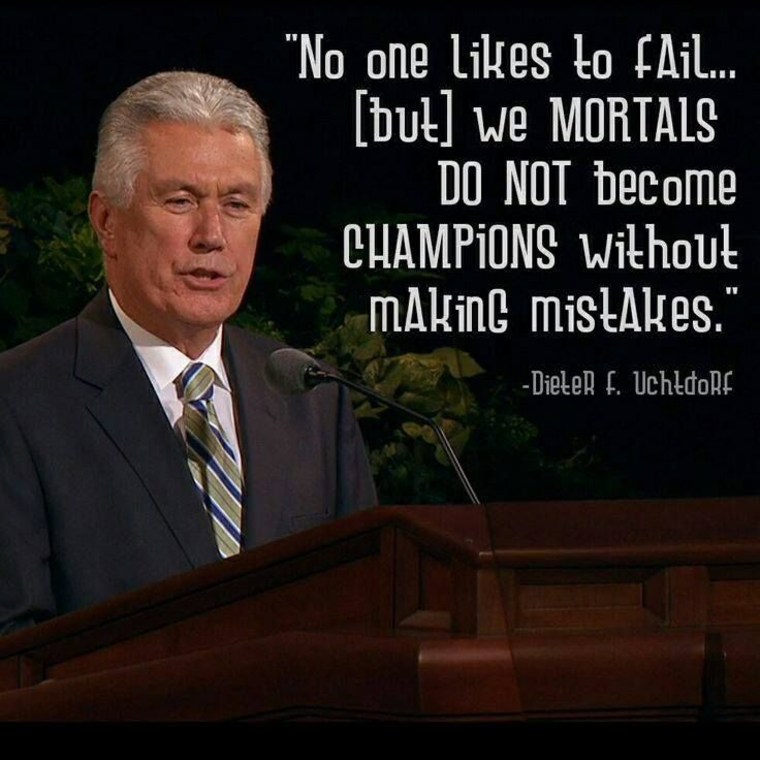 "No one likes to fAil...
[but] we MORTALS
DO NOT become
CHAMPiONS without
mAkinG mistAkes."
-DieteR f. UchtdoRf